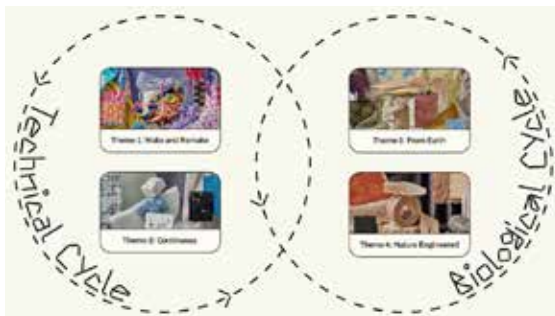 Technical Cycle
Theme 1: Make and Remake
Theme 2: Continuous
Biological Cycle
Theme 3: From Earth
Theme 4: Nature Engineered